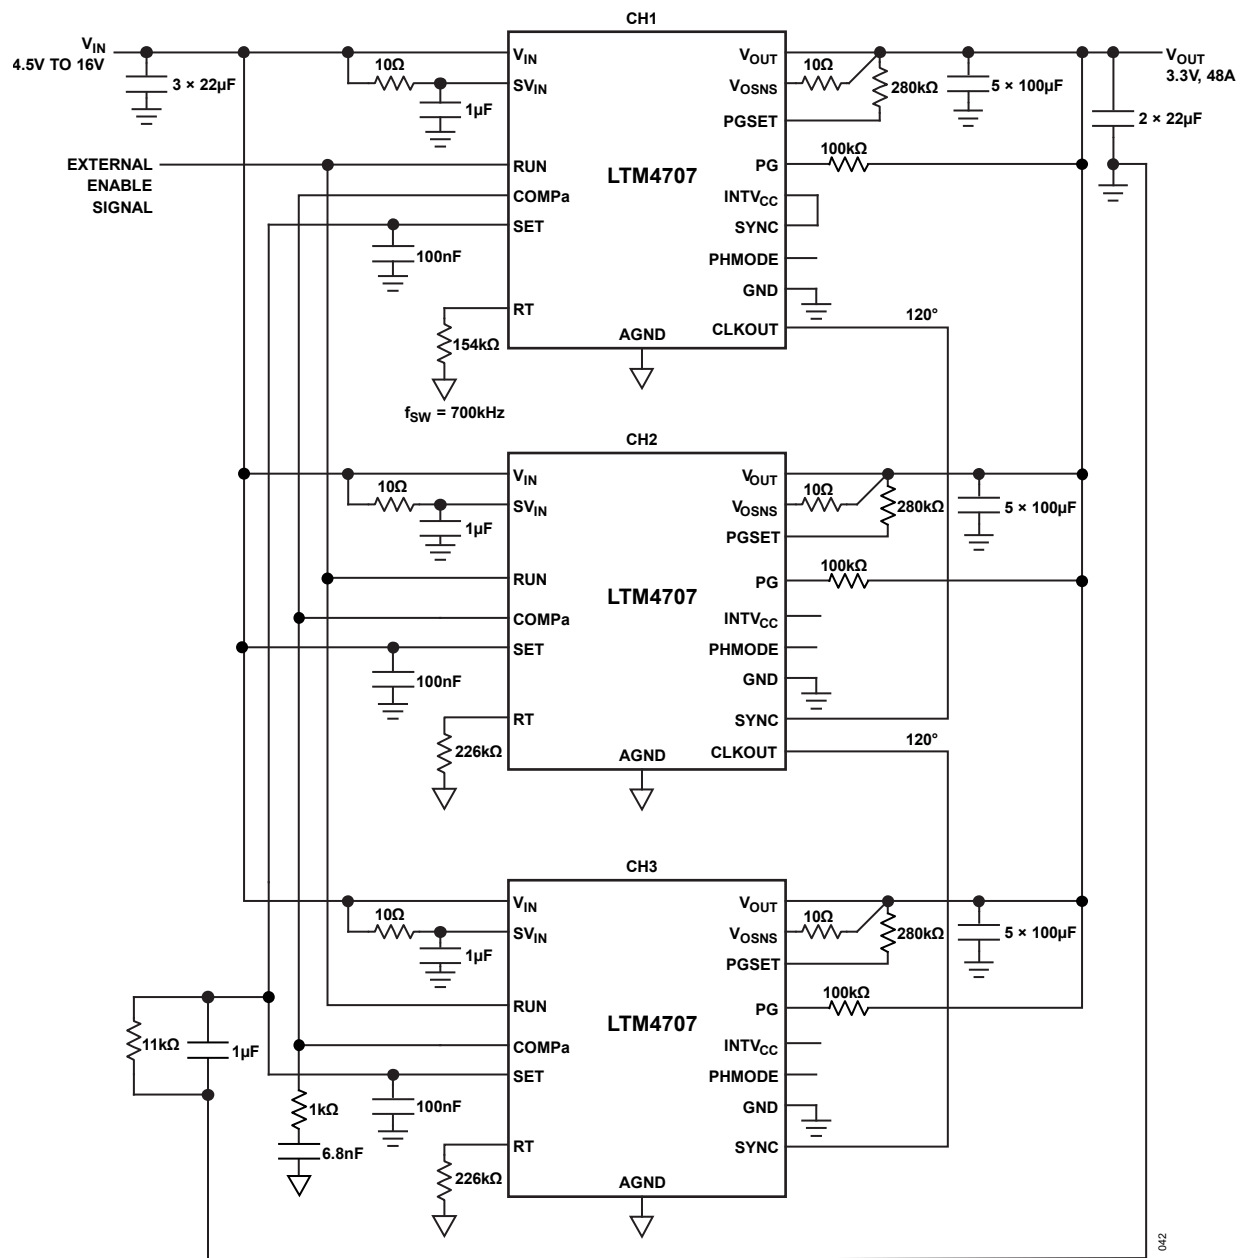 CH1
VIN
4.5V TO 16V
3 × 22µF
10Ω
1µF
EXTERNAL
ENABLE
SIGNAL
100nF
154kΩ
fSW = 700kHz
VIN
SVIN
RUN
COMPa
SET
RT
LTM4707
AGND
VOUT
VOSNS
PGSET
PG
INTVCC
SYNC
PHMODE
GND
CLKOUT
10Ω
280kΩ
5 × 100µF
100kΩ
120°
VOUT
3.3V, 48A
2 × 22µF
CH2
10Ω
1µF
100nF
226kΩ
VIN
SVIN
RUN
COMPa
SET
RT
LTM4707
AGND
VOUT
VOSNS
PGSET
PG
INTVCC
PHMODE
GND
SYNC
CLKOUT
10Ω
280kΩ
5 × 100µF
100kΩ
120°
CH3
10Ω
1µF
11kΩ
1µF
1kΩ
6.8nF
100nF
226kΩ
VIN
SVIN
RUN
COMPa
SET
RT
LTM4707
AGND
VOUT
VOSNS
PGSET
PG
INTVCC
PHMODE
GND
SYNC
10Ω
280kΩ
5 × 100µF
100kΩ
042